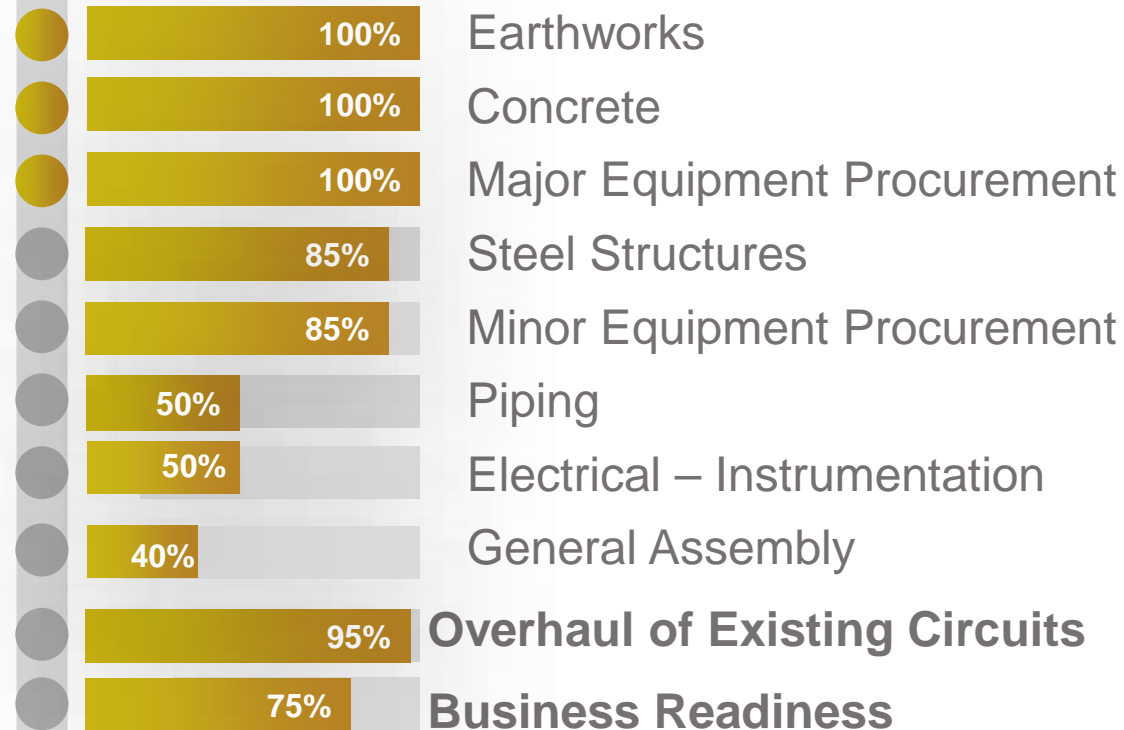 100% Earthworks
100% Concrete
100% Major Equipment Procurement
85% Steel Structures
85% Minor Equipment Procurement
50% Piping
50% Electrical – Instrumentation
40% General Assembly
95% Overhaul of Existing Circuits
75% Business Readiness